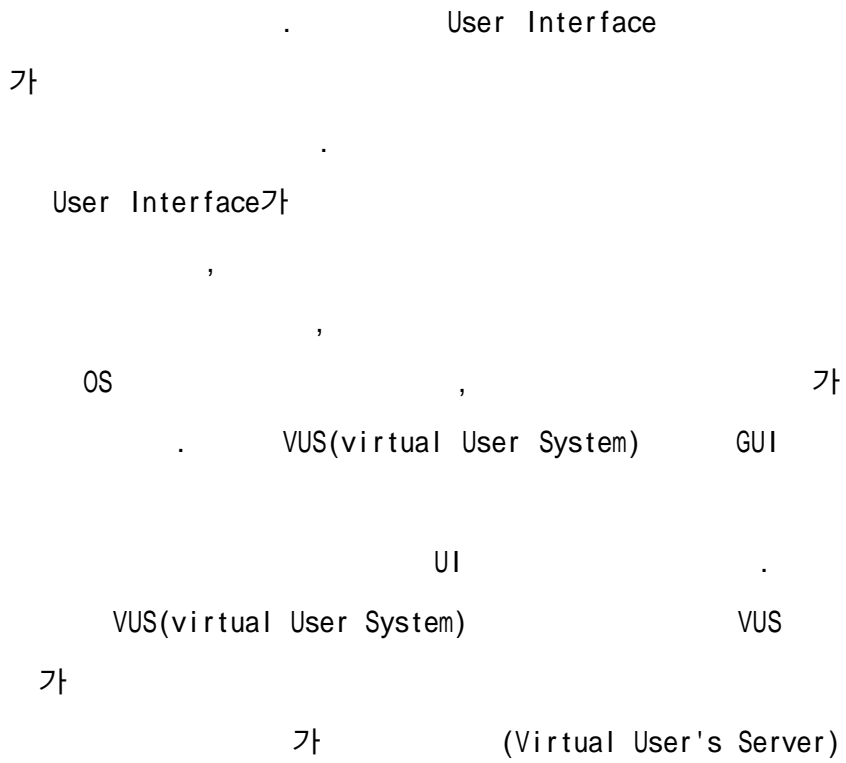 . User Interface
가
.
User Interface가
,
,
OS , 가
. VUS(virtual User System) GUI
UI .
VUS(virtual User System) VUS
가
가 (Virtual User's Server)